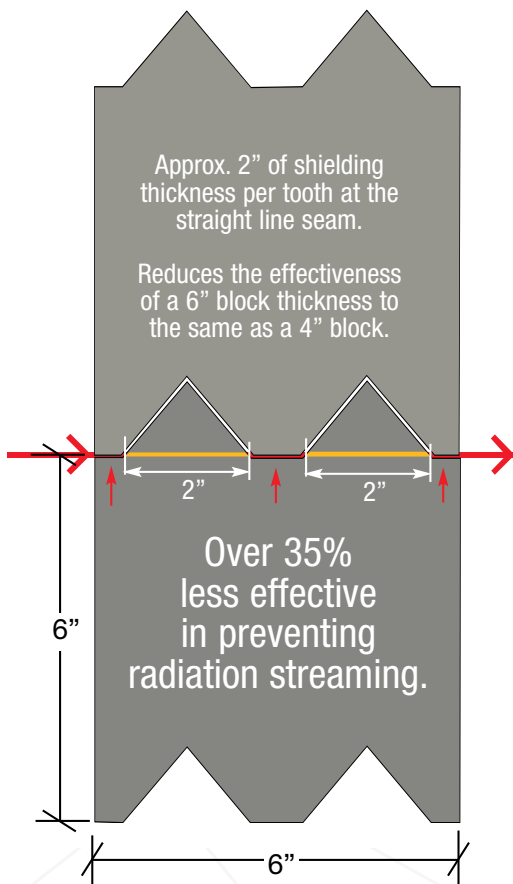 Approx. 2” of shielding
thickness per tooth at the
straight line seam.
Reduces the effectiveness
of a 6” block thickness to
the same as a 4” block.
2”
2”
Over 35%
less effective
in preventing
radiation streaming.
6”
6”